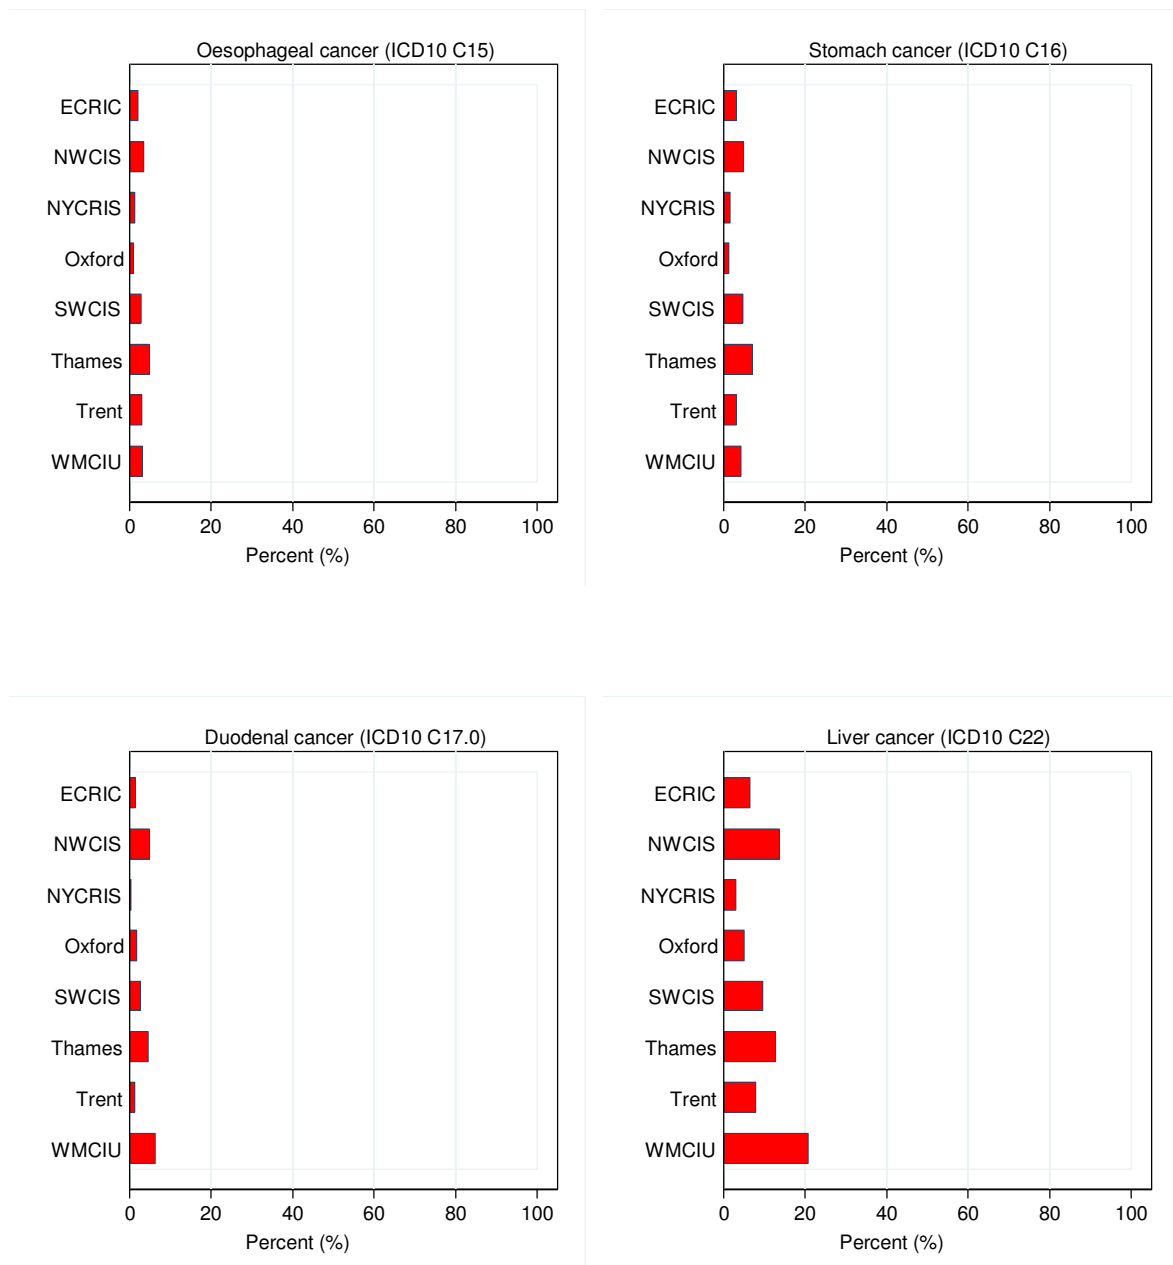 Oesophageal cancer (ICD10 C15)
ECRIC
NWCIS
NYCRIS
Oxford
SWCIS
Thames
Trent
WMCIU
0 20 40 60 80 100
Percent (%)
Stomach cancer (ICD10 C16)
ECRIC
NWCIS
NYCRIS
Oxford
SWCIS
Thames
Trent
WMCIU
0 20 40 60 80 100
Percent (%)
Duodenal cancer (ICD10 C17.0)
ECRIC
NWCIS
NYCRIS
Oxford
SWCIS
Thames
Trent
WMCIU
0 20 40 60 80 100
Percent (%)
Liver cancer (ICD10 C22)
ECRIC
NWCIS
NYCRIS
Oxford
SWCIS
Thames
Trent
WMCIU
0 20 40 60 80 100
Percent (%)